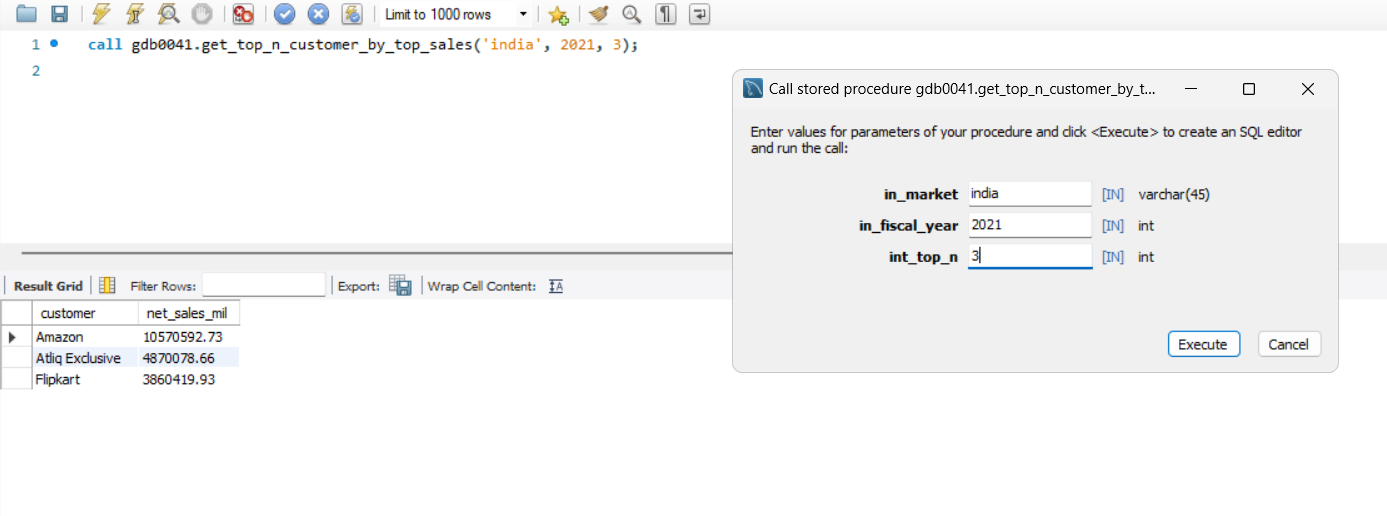 Limit to 1000 rows
1 call gdb0041.get_top_n_customer_by_top_sales('india', 2021, 3);
2
Call stored procedure gdb0041.get_top_n_customer_by_t...
Enter values for parameters of your procedure and click <Execute> to create an SQL editor
and run the call:
in_market india [IN] varchar(45)
in_fiscal_year 2021 [IN] int
int_top_n 3 [IN] int
Execute Cancel
Result Grid Filter Rows: Export: Wrap Cell Content: IA
customer net_sales_mil
Amazon 10570592.73
Atliq Exclusive 4870078.66
Flipkart 3860419.93